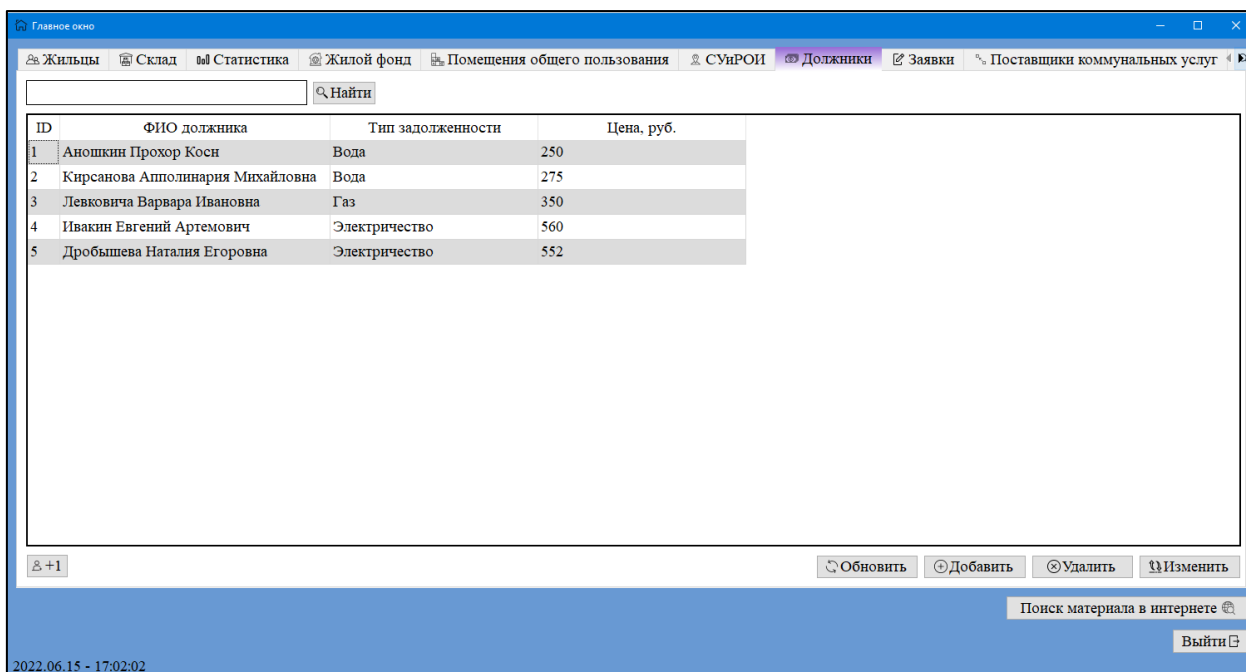 Главное окно
Жильцы Склад Статистика Жилой фонд Помещения общего пользования СУиРОИ Должники Заявки Поставщики коммунальных услуг
Найти
ID ФИО должника Тип задолженности Цена, руб.
1 Аношкин Прохор Косн Вода 250
2 Кирсанова Апполинария Михайловна Вода 275
3 Левковича Варвара Ивановна Газ 350
4 Ивакин Евгений Артемович Электричество 560
5 Дробышева Наталия Егоровна Электричество 552
+1 Обновить Добавить Удалить Изменить
Поиск материала в интернете
Выйти
2022.06.15 - 17:02:02